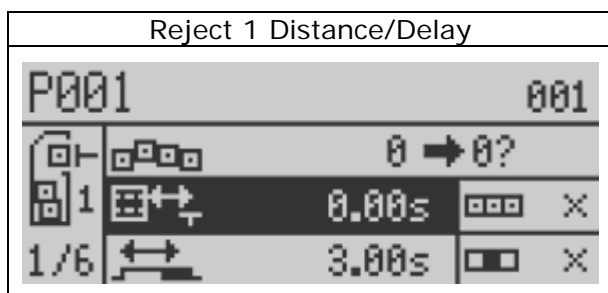 Reject 1 Distance/Delay
P001 001
0 ➡ 0?
1 0.00s ×
1/6 3.00s ×